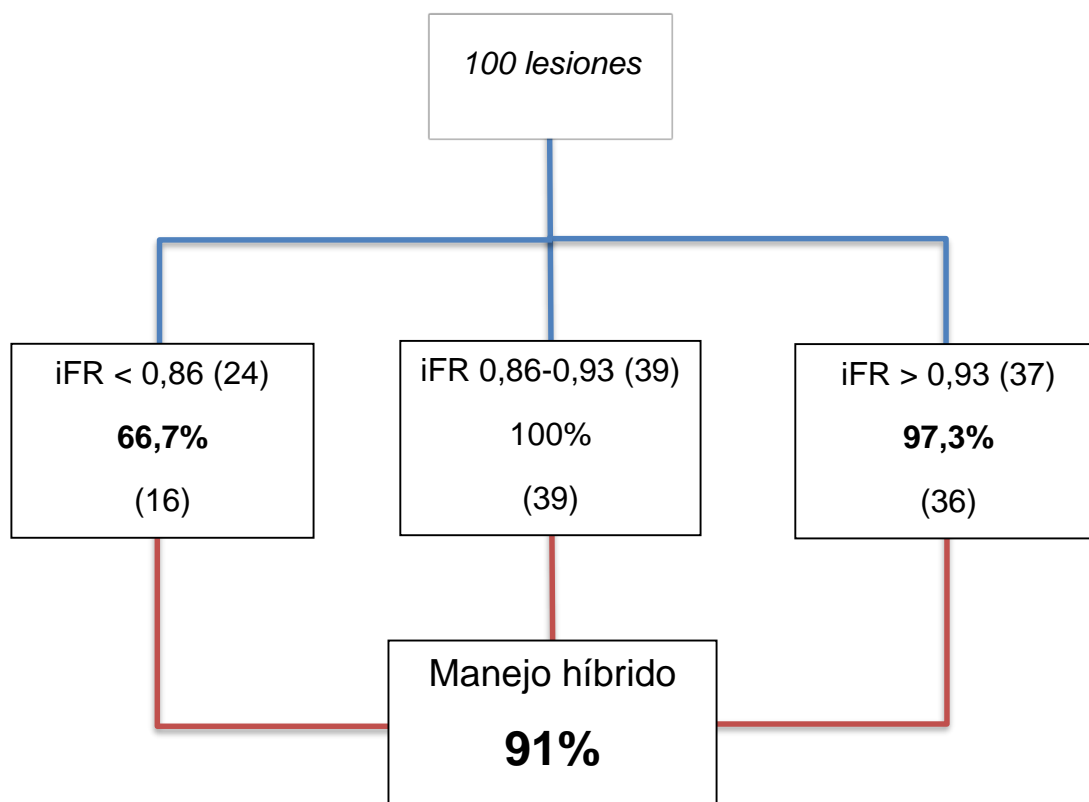 100 lesiones
iFR < 0,86 (24)
66,7%
(16)
iFR 0,86-0,93 (39)
100%
(39)
iFR > 0,93 (37)
97,3%
(36)
Manejo híbrido
91%